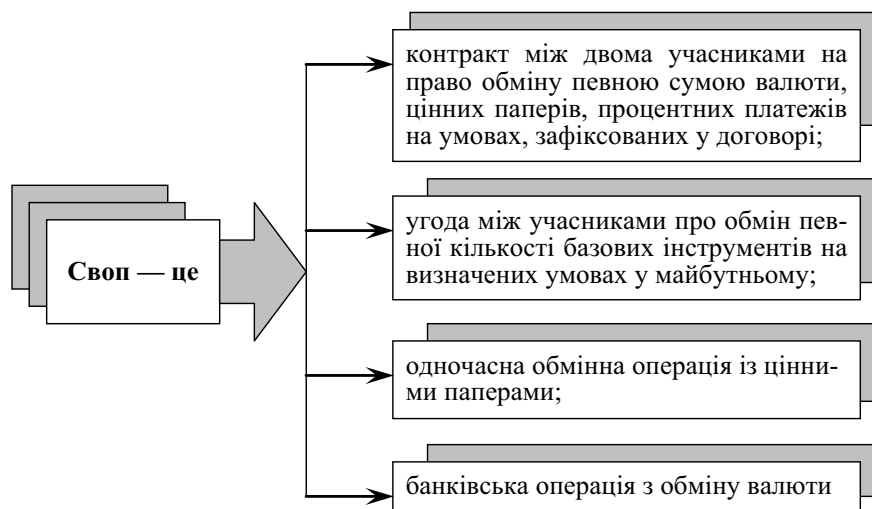 Своп — це
контракт між двома учасниками на
право обміну певною сумою валюти,
цінних паперів, процентних платежів
на умовах, зафіксованих у договорі;
угода між учасниками про обмін пев-
ної кількості базових інструментів на
визначених умовах у майбутньому;
одночасна обмінна операція із цінни-
ми паперами;
банківська операція з обміну валюти